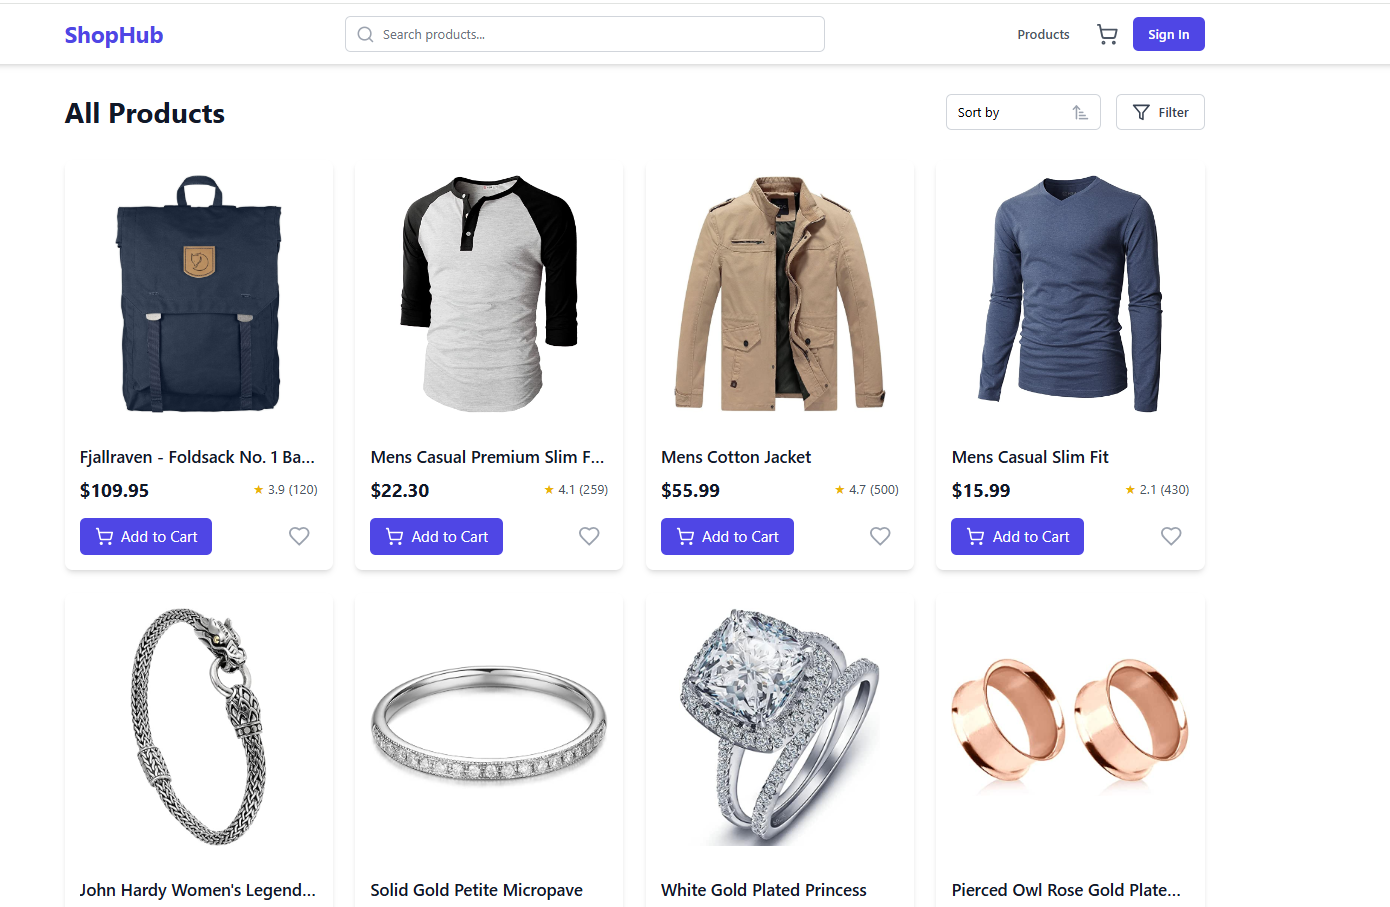 ShopHub
Search products...
Products
Sign In
All Products
Sort by
Filter
Fjallraven - Foldsack No. 1 Ba...
$109.95
★ 3.9 (120)
Add to Cart
Mens Casual Premium Slim F...
$22.30
★ 4.1 (259)
Add to Cart
Mens Cotton Jacket
$55.99
★ 4.7 (500)
Add to Cart
Mens Casual Slim Fit
$15.99
★ 2.1 (430)
Add to Cart
John Hardy Women's Legend...
Solid Gold Petite Micropave
White Gold Plated Princess
Pierced Owl Rose Gold Plate...